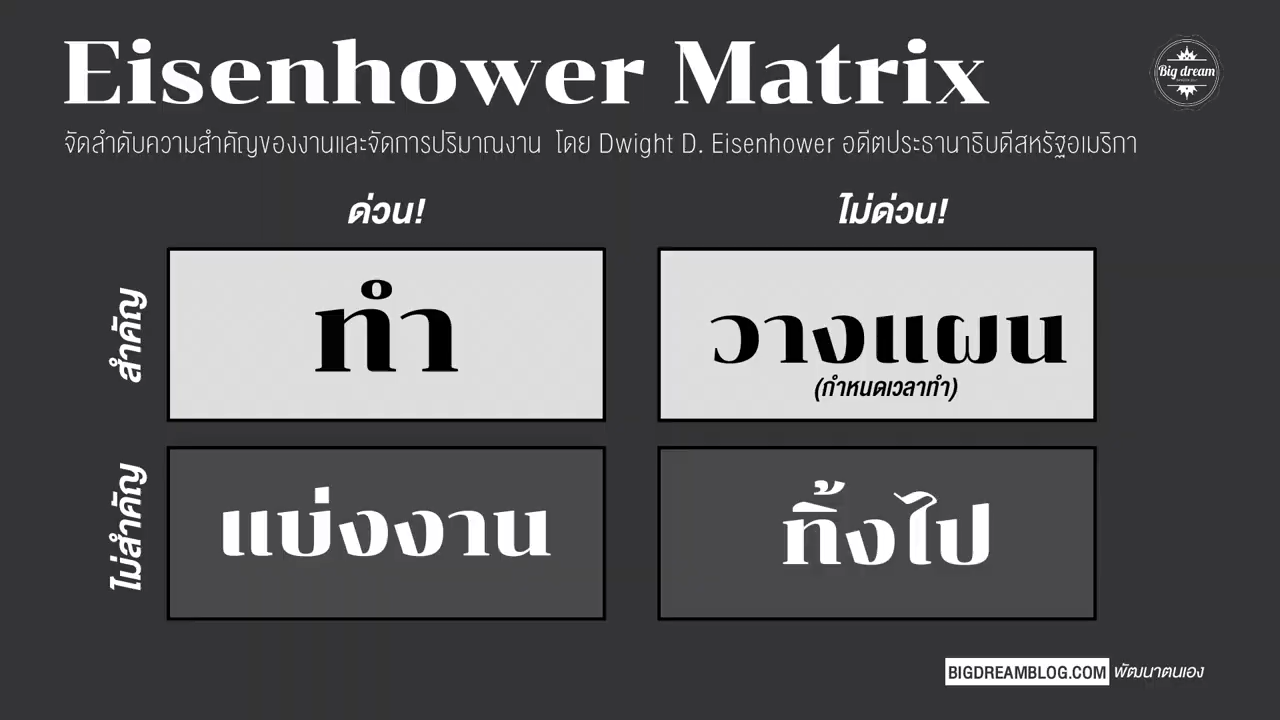 Eisenhower Matrix
Big dream
จัดลำดับความสำคัญของงานและจัดการปริมาณงาน โดย Dwight D. Eisenhower อดีตประธานาธิบดีสหรัฐอเมริกา
ด่วน!
ไม่ด่วน!
สำคัญ
ทำ
วางแผน
(กำหนดเวลาทำ)
ไม่สำคัญ
แบ่งงาน
ทิ้งไป
BIGDREAMBLOG.COM พัฒนาตนเอง